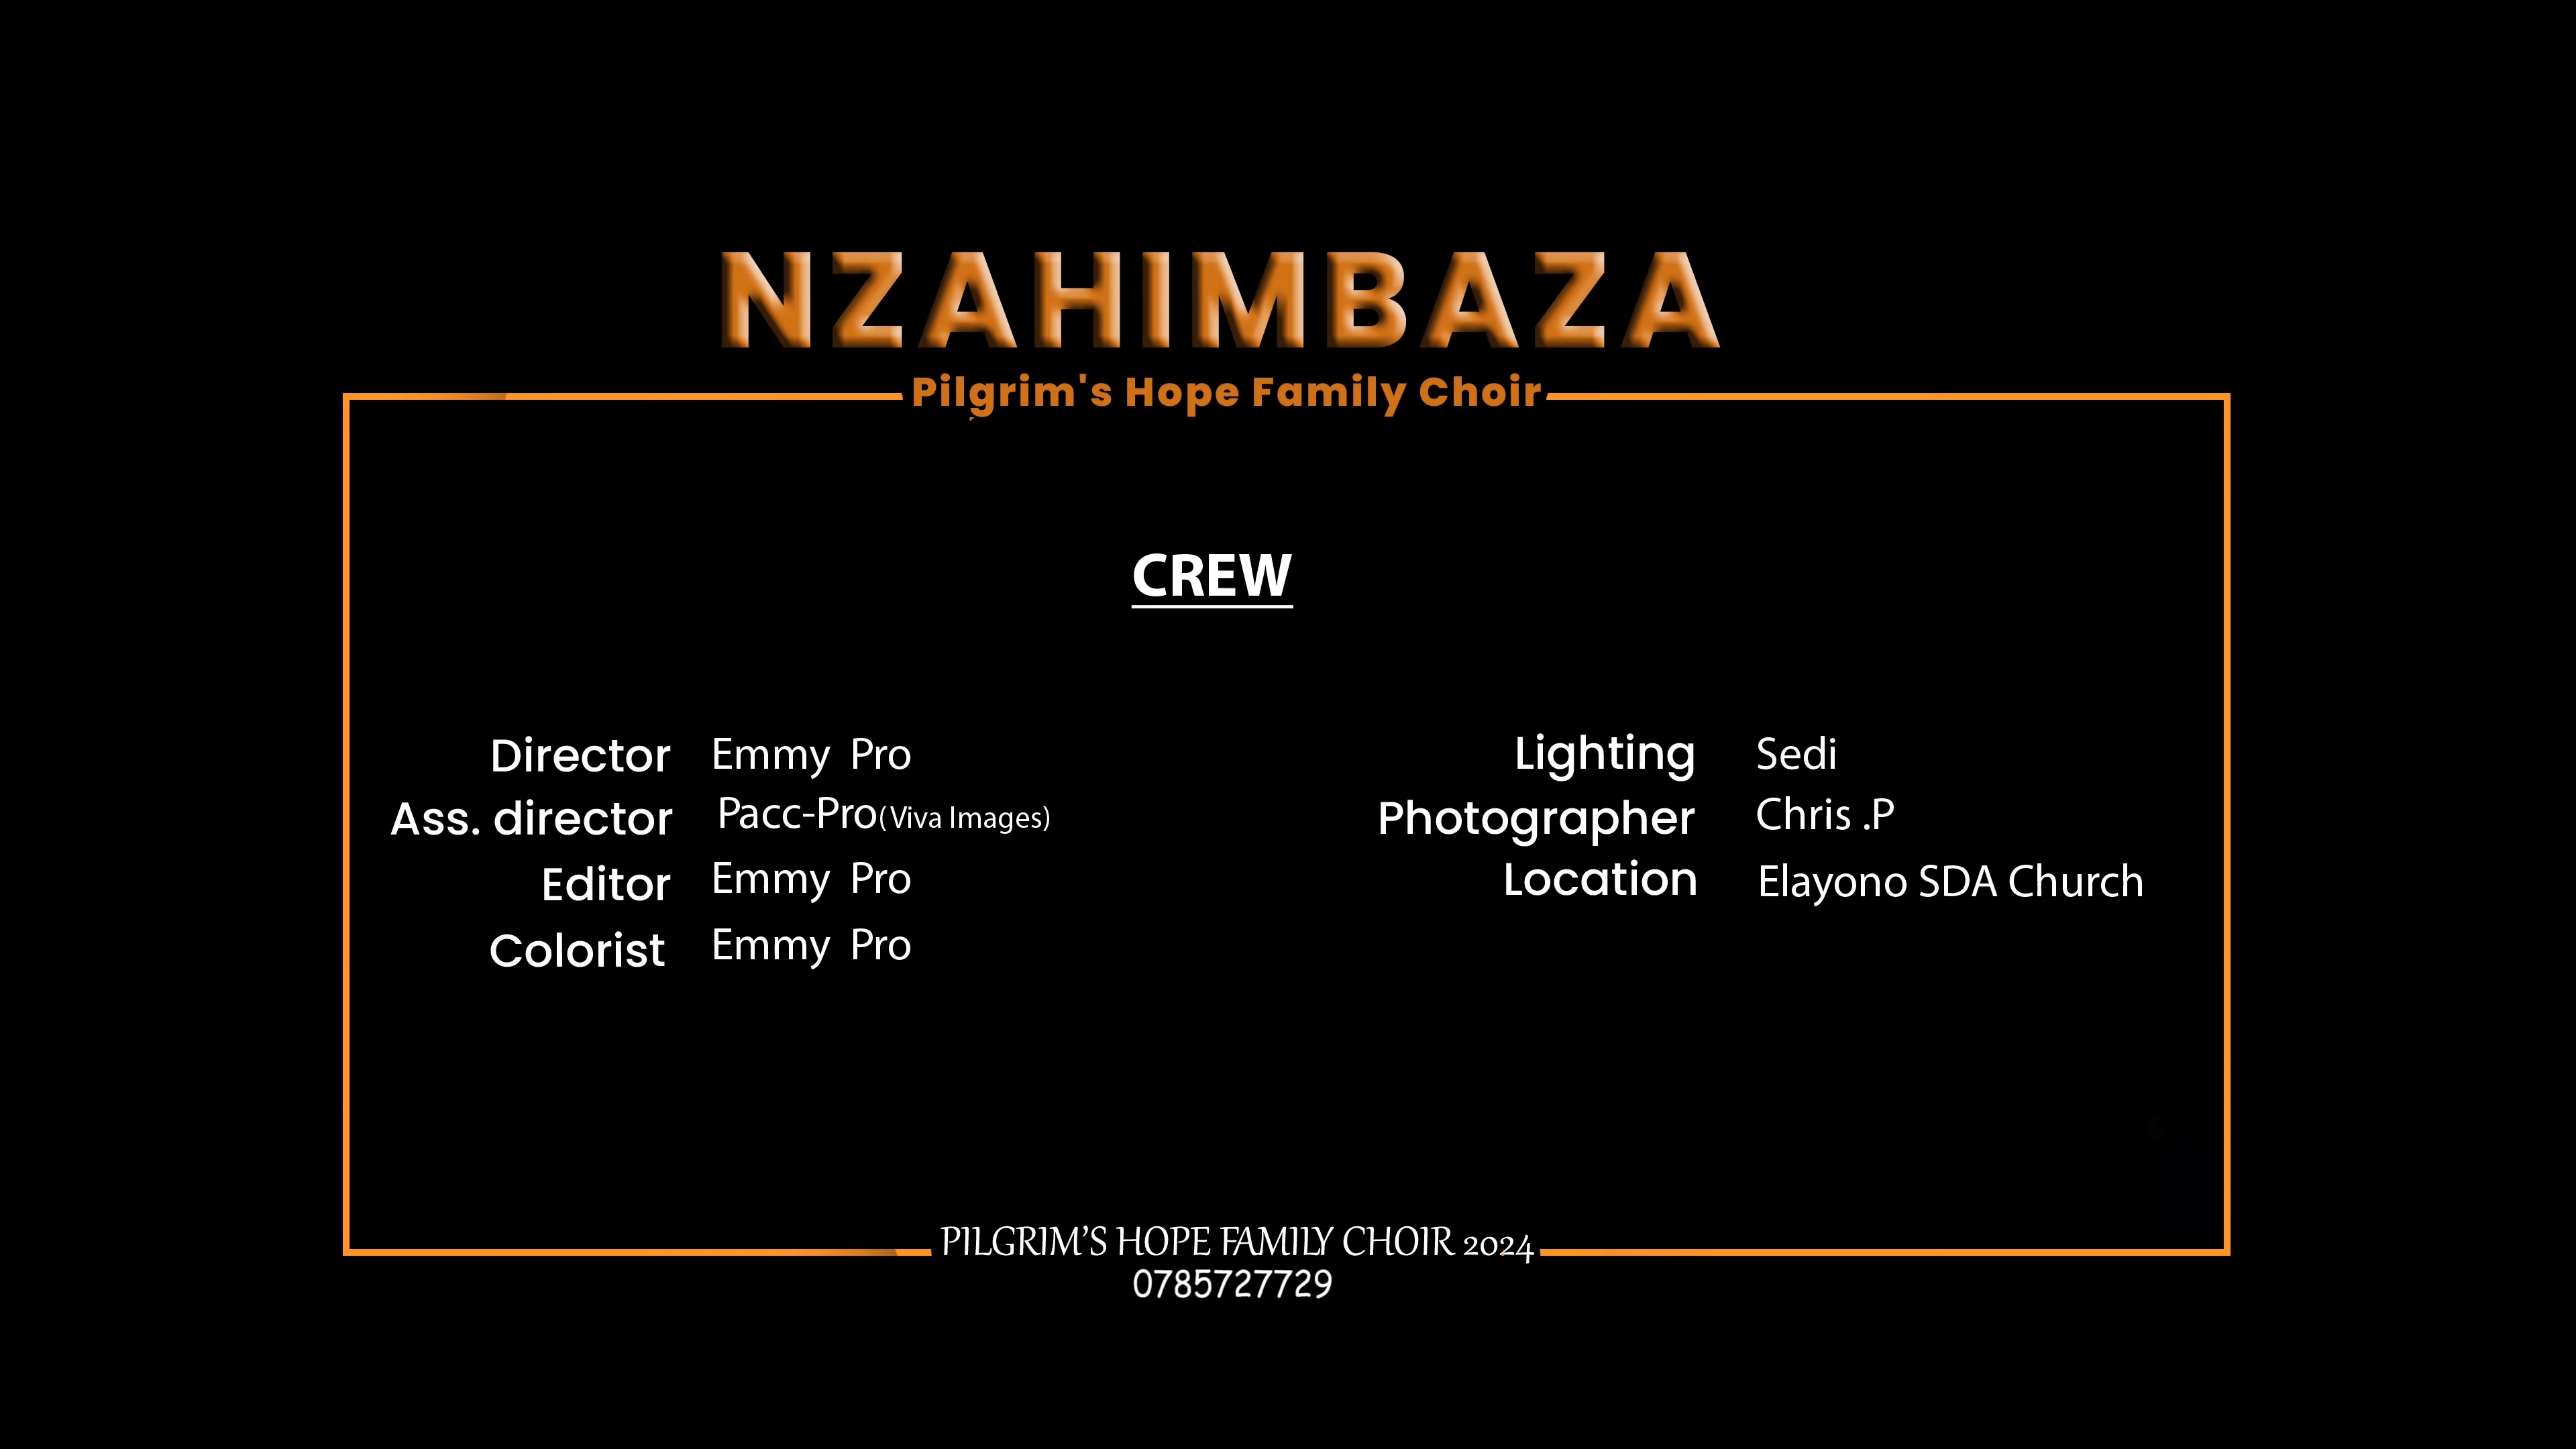 NZAHIMBAZA
Pilgrim's Hope Family Choir
CREW
Director Emmy Pro
Ass. director Pacc-Pro(Viva Images)
Editor Emmy Pro
Colorist Emmy Pro
Lighting Sedi
Photographer Chris .P
Location Elayono SDA Church
PILGRIM'S HOPE FAMILY CHOIR 2024
0785727729